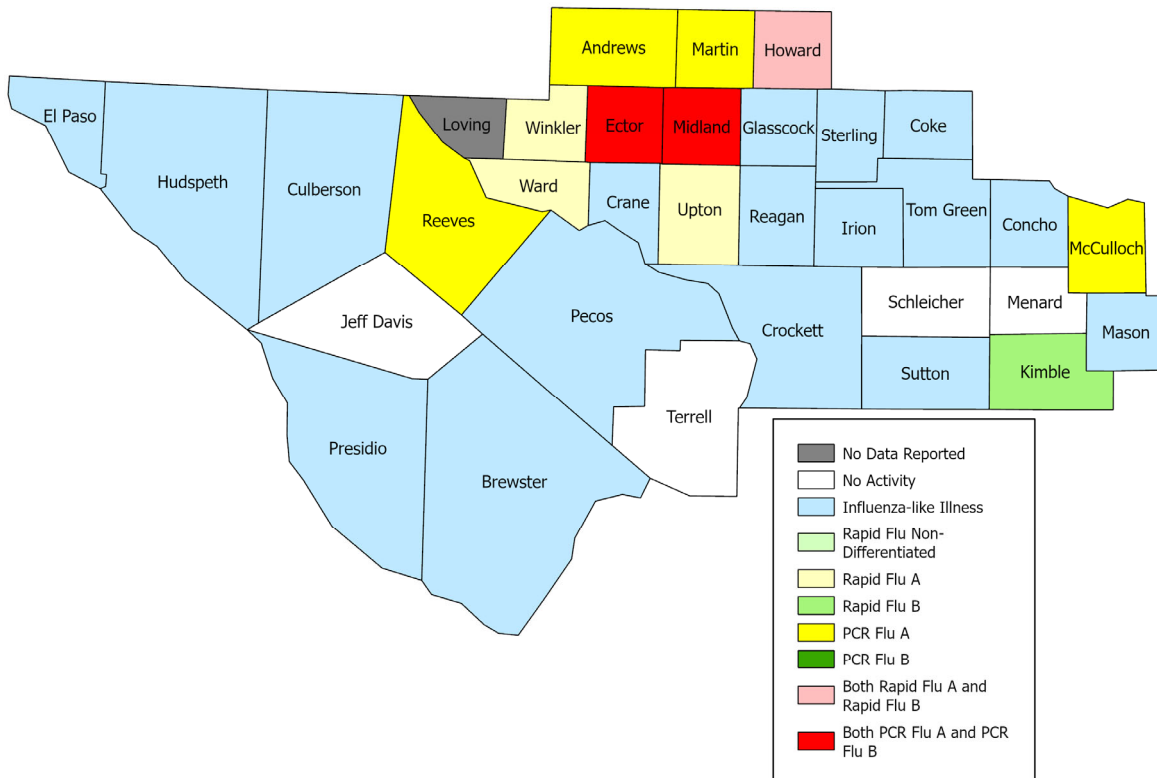 Andrews
Martin
Howard
El Paso
Loving
Winkler
Ector
Midland
Glasscock
Sterling
Coke
Hudspeth
Culberson
Reeves
Ward
Crane
Upton
Reagan
Irion
Tom Green
Concho
McCulloch
Jeff Davis
Pecos
Crockett
Schleicher
Menard
Mason
Sutton
Kimble
Terrell
Presidio
Brewster
No Data Reported
No Activity
Influenza-like Illness
Rapid Flu Non-
Differentiated
Rapid Flu A
Rapid Flu B
PCR Flu A
PCR Flu B
Both Rapid Flu A and
Rapid Flu B
Both PCR Flu A and PCR
Flu B